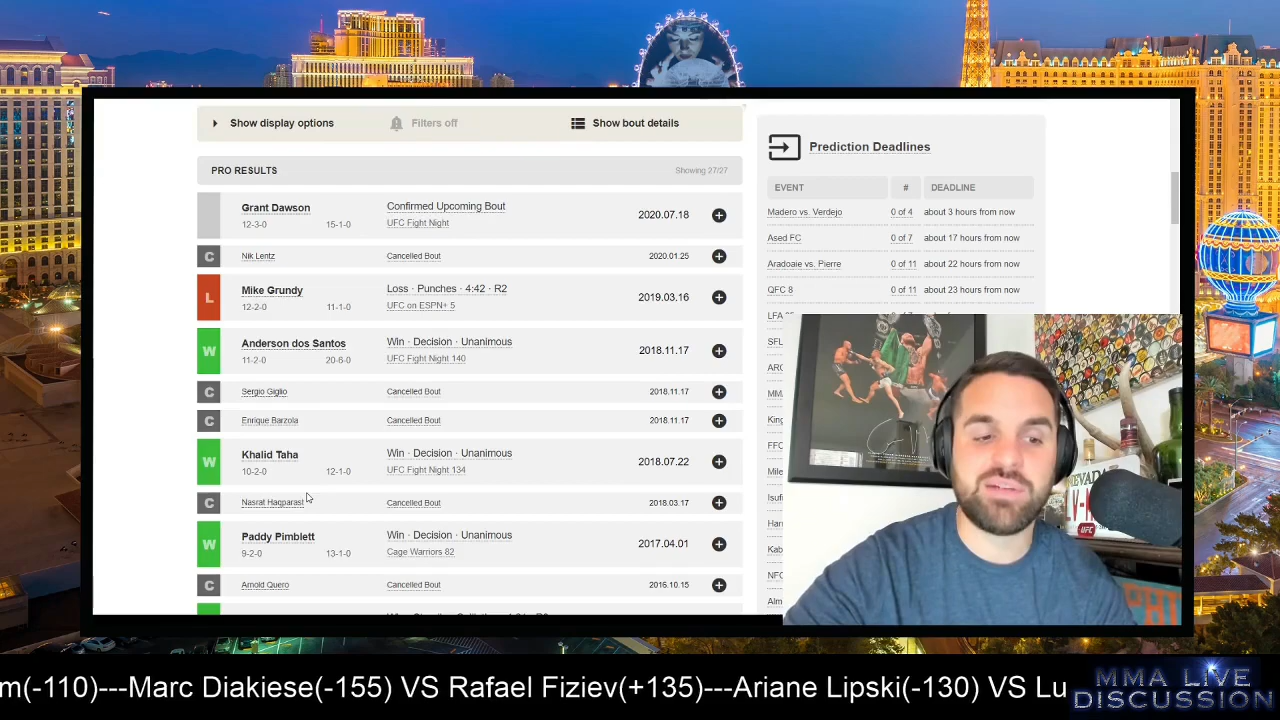 Show display options
Filters off
Show bout details
PRO RESULTS
Showing 27/27
Grant Dawson
Confirmed Upcoming Bout
2020.07.18
12-3-0
15-1-0
UFC Fight Night
C
Nik Lentz
Cancelled Bout
2020.01.25
L
Mike Grundy
Loss · Punches · 4:42 · R2
2019.03.16
12-2-0
11-1-0
UFC on ESPN+ 5
W
Anderson dos Santos
Win · Decision · Unanimous
2018.11.17
11-2-0
20-6-0
UFC Fight Night 140
C
Sergio Giglio
Cancelled Bout
2018.11.17
C
Enrique Barzola
Cancelled Bout
2018.11.17
W
Khalid Taha
Win · Decision · Unanimous
2018.07.22
10-2-0
12-1-0
UFC Fight Night 134
C
Nasrat Haqparast
Cancelled Bout
2018.03.17
W
Paddy Pimblett
Win · Decision · Unanimous
2017.04.01
9-2-0
13-1-0
Cage Warriors 82
C
Arnold Quero
Cancelled Bout
2016.10.15
Prediction Deadlines
EVENT
#
DEADLINE
Madero vs. Verdejo
0 of 4
about 3 hours from now
Ased FC
0 of 7
about 17 hours from now
Aradoaie vs. Pierre
0 of 11
about 22 hours from now
QFC 8
0 of 11
about 23 hours from now
SFL
King
FFC
Mile
Isuf
Kab
NFC
Alm
NEVADA
UFC
m(-110)---Marc Diakiese(-155) VS Rafael Fiziev(+135)---Ariane Lipski(-130) VS Lu
MMA LIVE
DISCUSSION